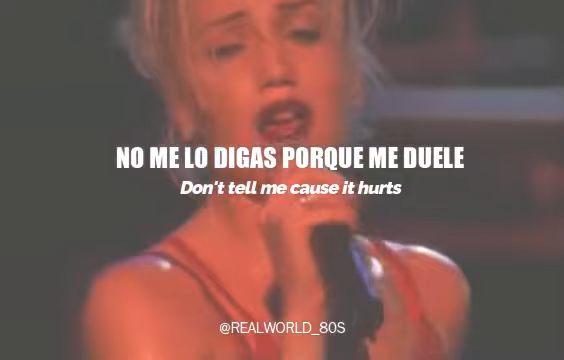 NO ME LO DIGAS PORQUE ME DUELE
Don't tell me cause it hurts
@REALWORLD_80S